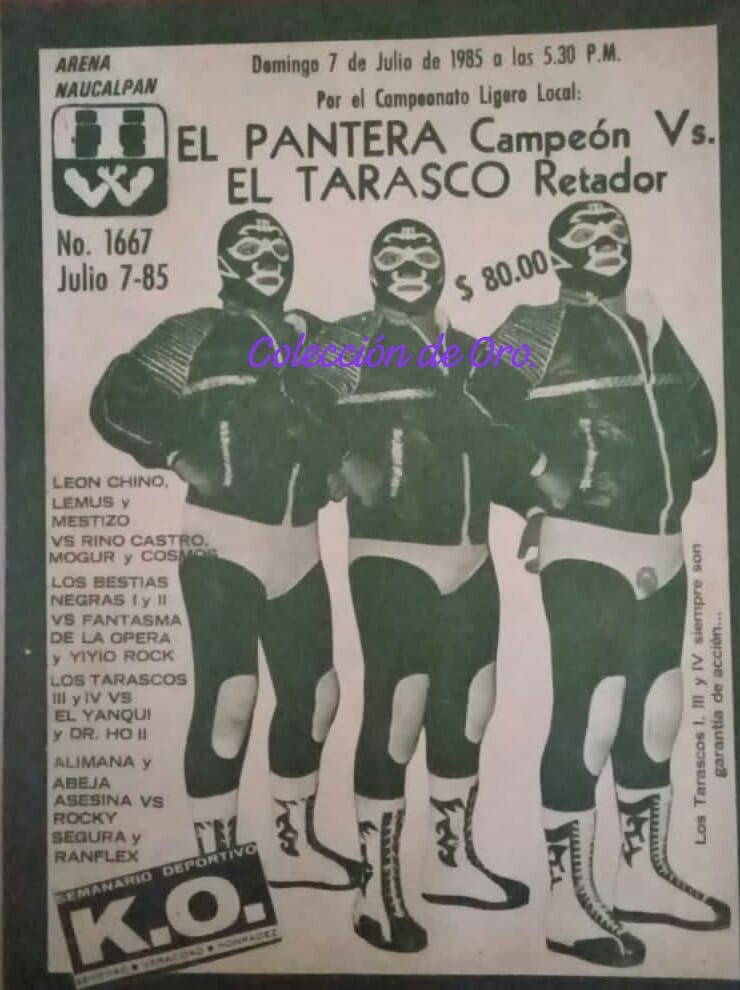 ARENA
NAUCALPAN
Domingo 7 de Julio de 1985 a las 5.30 P.M.
Por el Campeonato Ligero Local:
EL PANTERA Campeón Vs.
EL TARASCO Retador
No. 1667
Julio 7-85
$ 80.00
Colección de Oro.
LEON CHINO,
LEMUS y
MESTIZO
VS RINO CASTRO,
MOGUR y COSMOS
LOS BESTIAS
NEGRAS I y II
VS FANTASMA
DE LA OPERA
y YIYIO ROCK
LOS TARASCOS
III y IV VS
EL YANQUI
y DR. HO II
ALIMANA y
ABEJA
ASESINA VS
ROCKY
SEGURA y
RANFLEX
Los Tarascos I, III y IV siempre son
garantía de acción...
SEMANARIO DEPORTIVO
K.O.
VERACIDAD • HONRADEZ